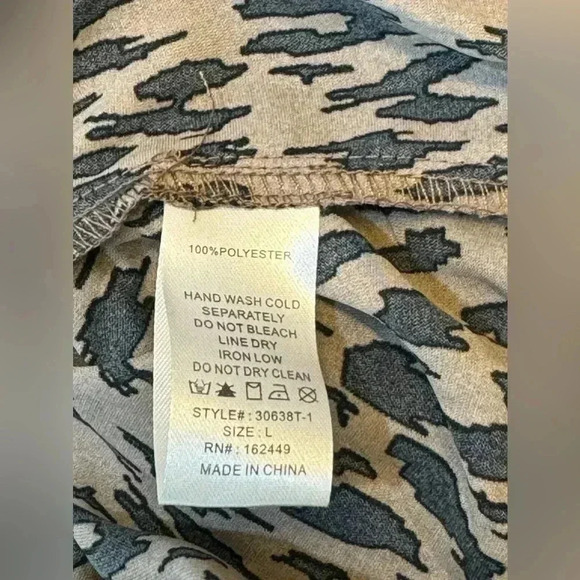 100%POLYESTER
HAND WASH COLD
SEPARATELY
DO NOT BLEACH
LINE DRY
IRON LOW
DO NOT DRY CLEAN
STYLE#: 30638T-1
SIZE: L
RN#: 162449
MADE IN CHINA